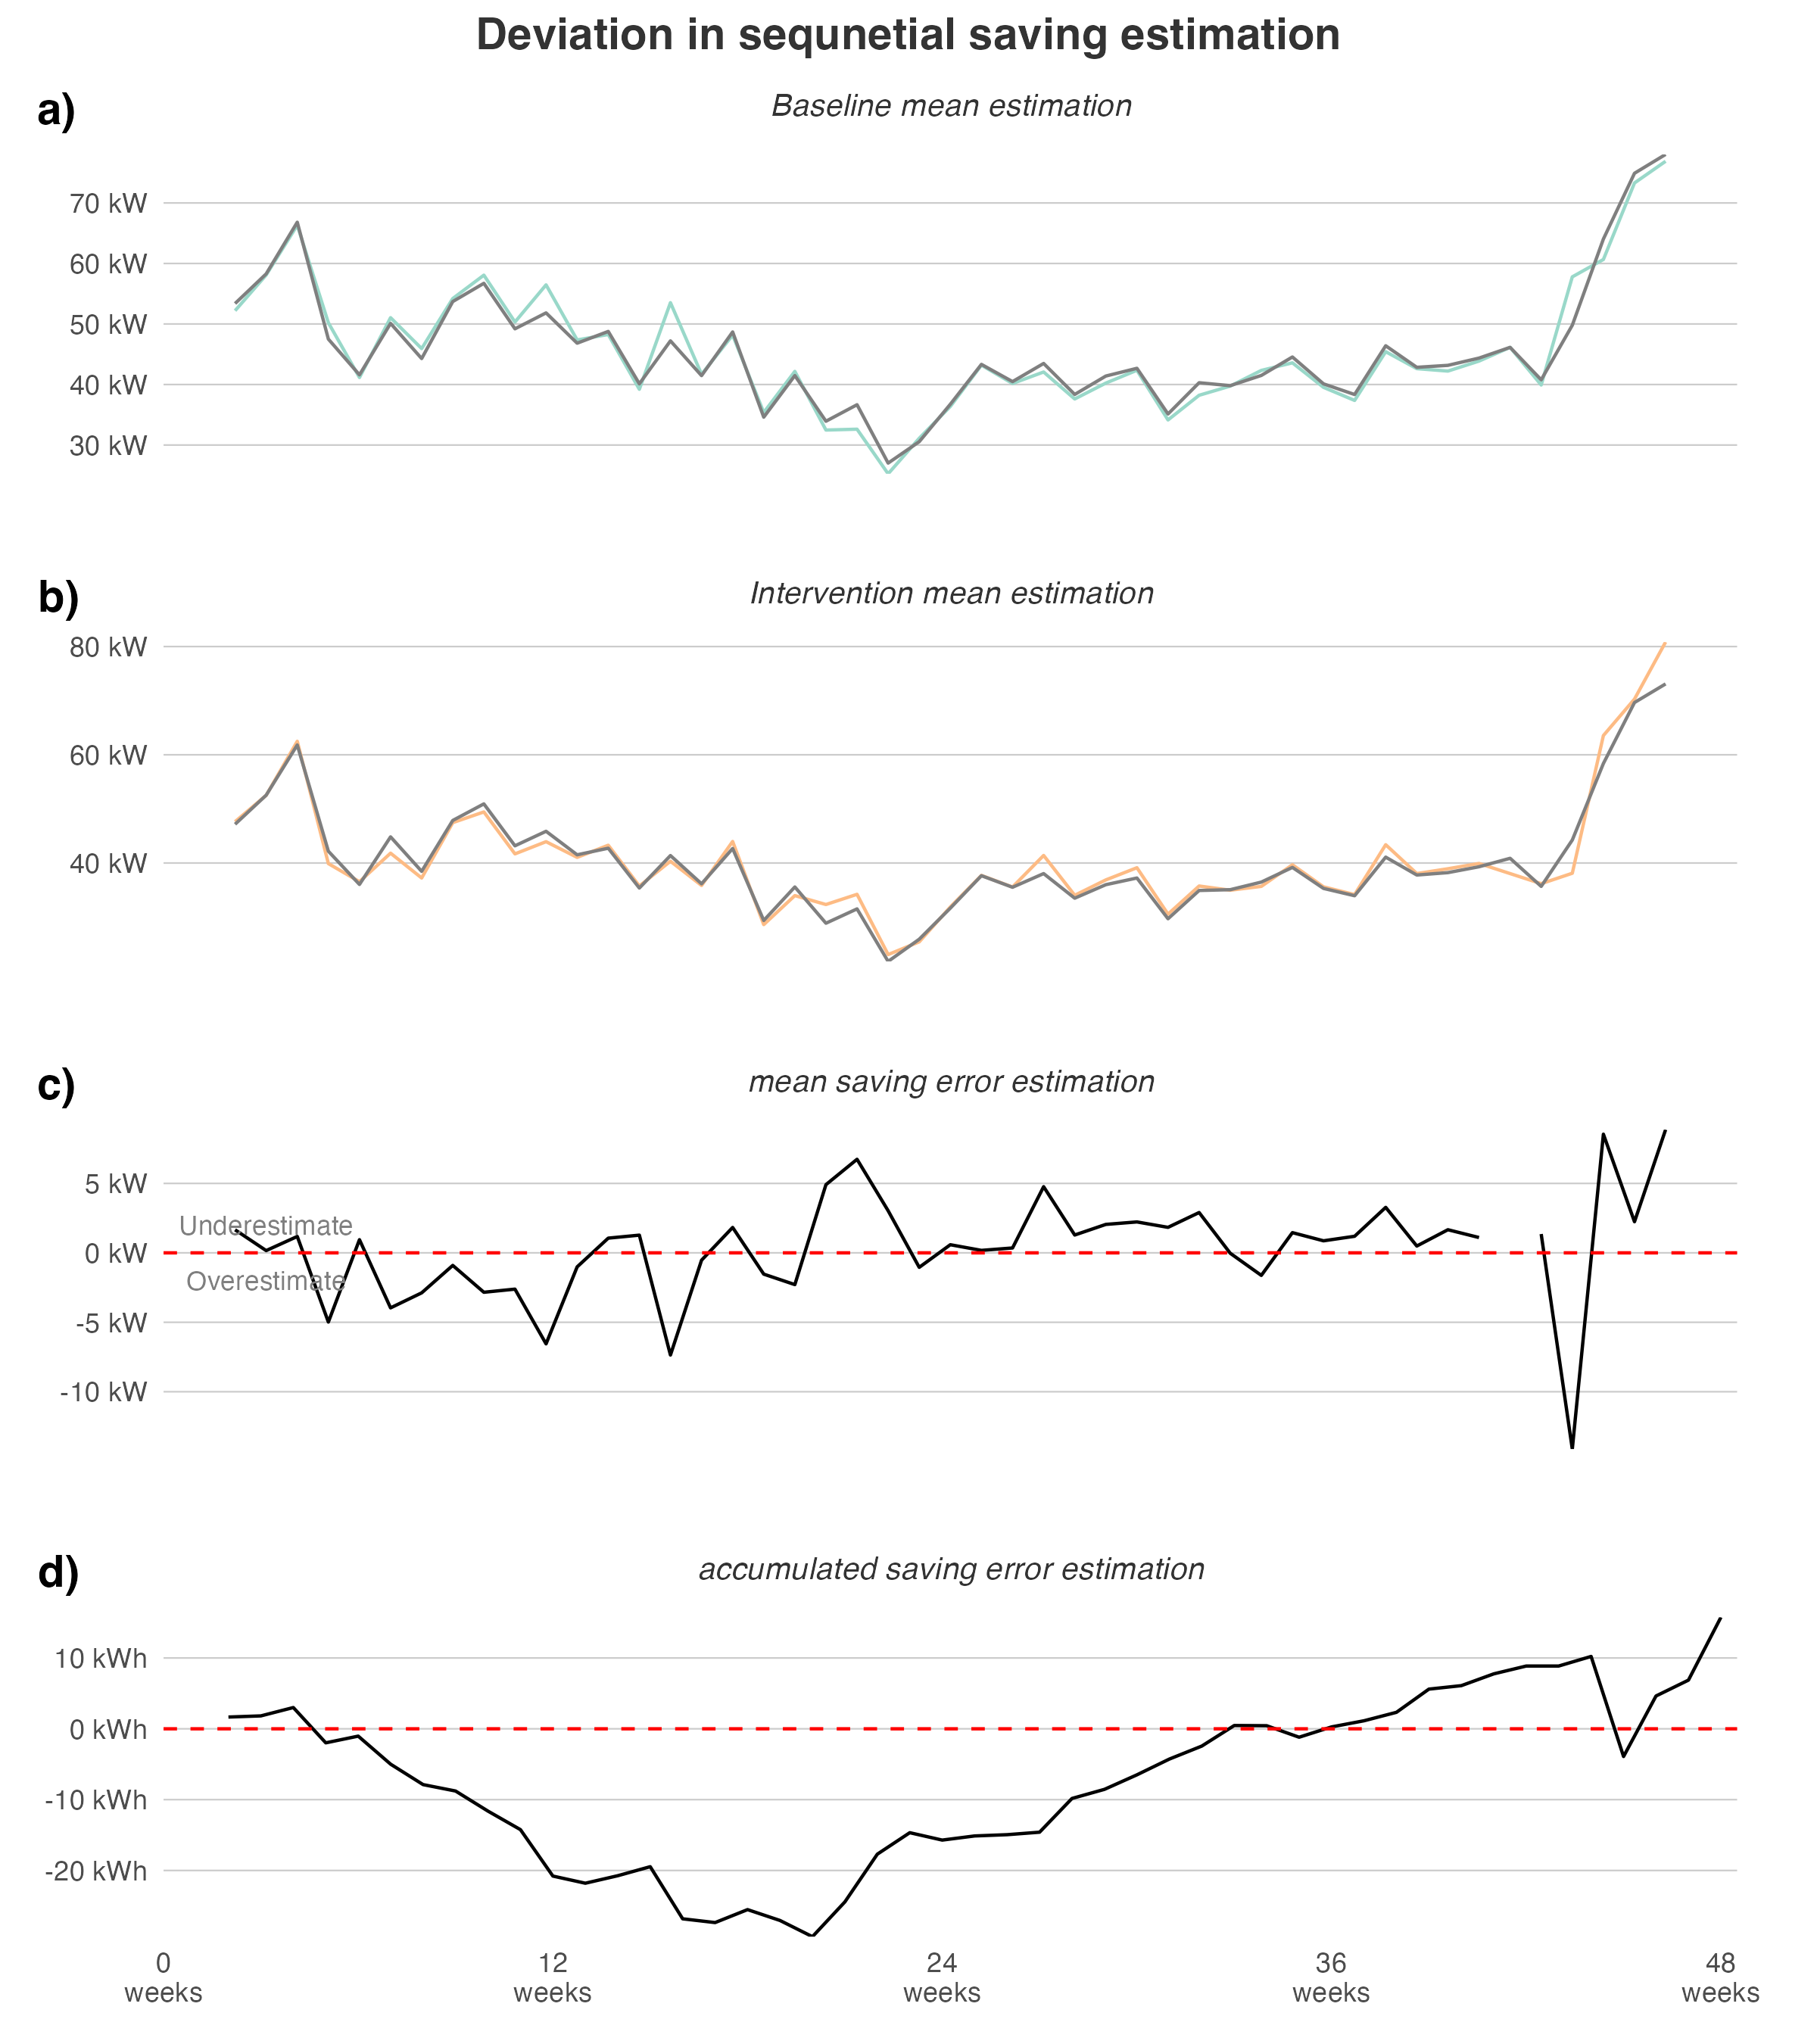 Deviation in sequnetial saving estimation
a)
Baseline mean estimation
70 kW
60 kW
50 kW
40 kW
30 kW
b)
Intervention mean estimation
80 kW
60 kW
40 kW
c)
mean saving error estimation
5 kW
Underestimate
0 kW
Overestimate
-5 kW
-10 kW
d)
accumulated saving error estimation
10 kWh
0 kWh
-10 kWh
-20 kWh
0 12 24 36 48
weeks weeks weeks weeks weeks